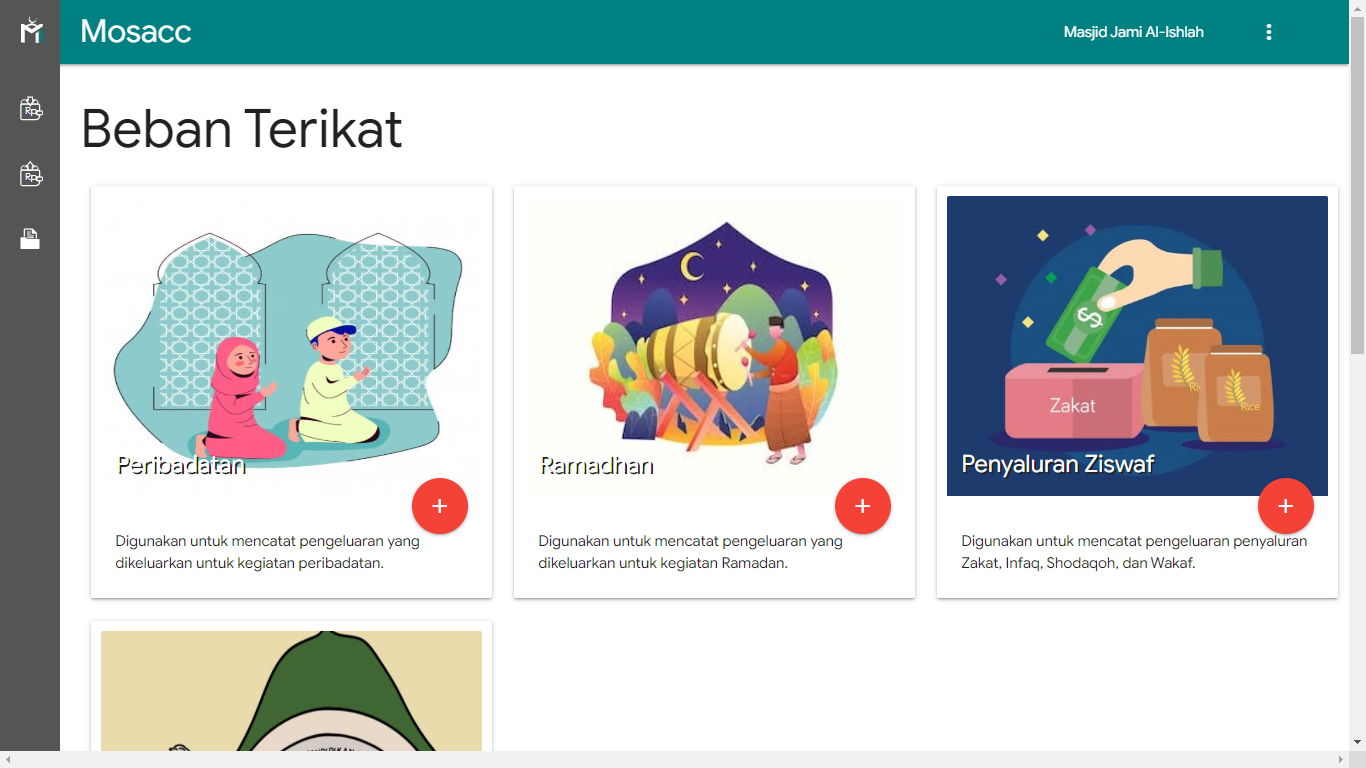 Mosacc
Masjid Jami Al-Ishlah
Rp
Rp
Beban Terikat
Zakat
Rice
Peribadatan
Ramadhan
Penyaluran Ziswaf
Digunakan untuk mencatat pengeluaran yang
dikeluarkan untuk kegiatan peribadatan.
Digunakan untuk mencatat pengeluaran yang
dikeluarkan untuk kegiatan Ramadan.
Digunakan untuk mencatat pengeluaran penyaluran
Zakat, Infaq, Shodaqoh, dan Wakaf.